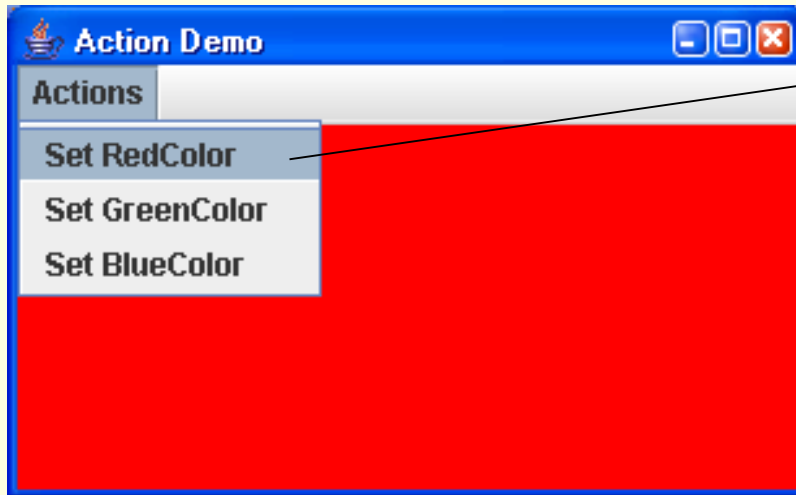 Action Demo
Actions
Set RedColor
Set GreenColor
Set BlueColor